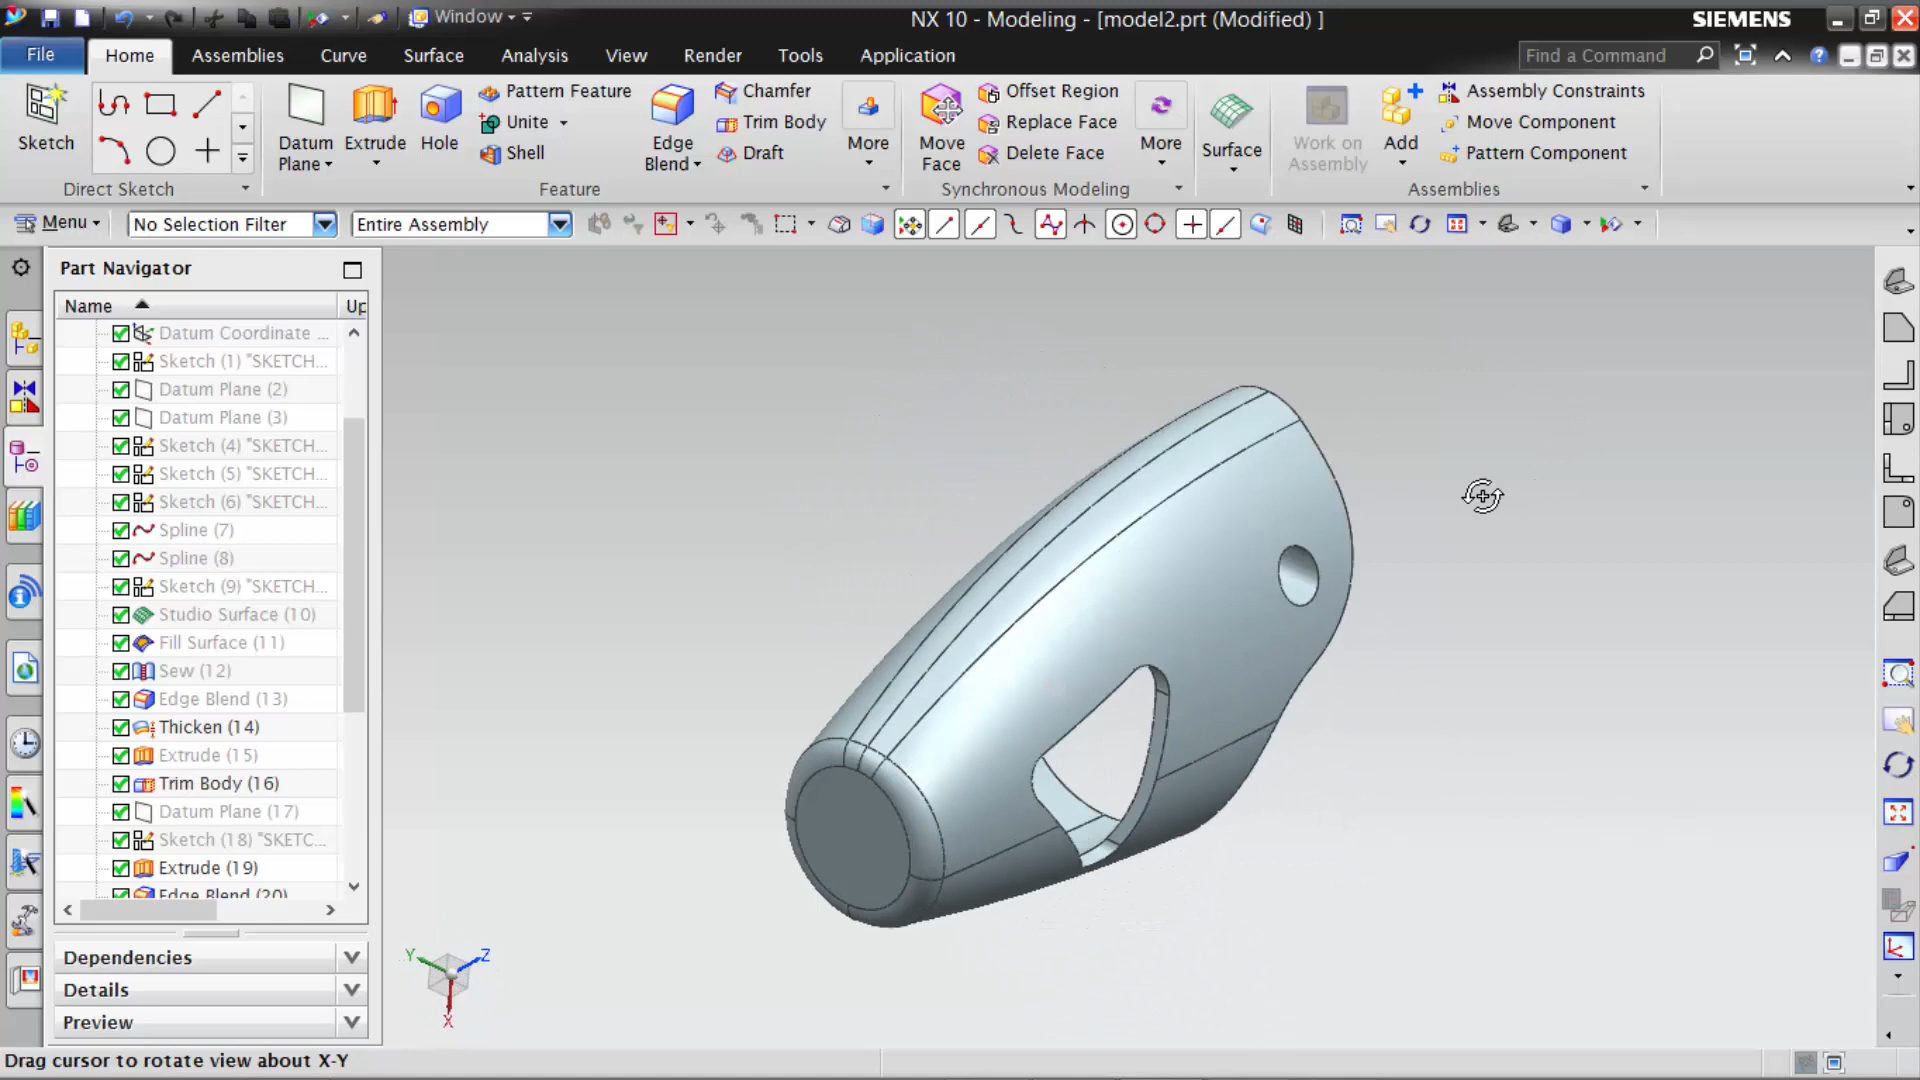 Window
NX 10 - Modeling - [model2.prt (Modified) ]
SIEMENS
File
Home
Assemblies
Curve
Surface
Analysis
View
Render
Tools
Application
Find a Command
Sketch
Direct Sketch
Datum
Plane
Extrude
Hole
Pattern Feature
Unite
Shell
Edge
Blend
Chamfer
Trim Body
Draft
More
Feature
Move
Face
Offset Region
Replace Face
Delete Face
More
Synchronous Modeling
Surface
Work on
Assembly
Add
Assembly Constraints
Move Component
Pattern Component
Assemblies
Menu
No Selection Filter
Entire Assembly
Part Navigator
Name
Up
Datum Coordinate ...
Sketch (1) "SKETCH...
Datum Plane (2)
Datum Plane (3)
Sketch (4) "SKETCH...
Sketch (5) "SKETCH...
Sketch (6) "SKETCH...
Spline (7)
Spline (8)
Sketch (9) "SKETCH...
Studio Surface (10)
Fill Surface (11)
Sew (12)
Edge Blend (13)
Thicken (14)
Extrude (15)
Trim Body (16)
Datum Plane (17)
Sketch (18) "SKETC...
Extrude (19)
Edge Blend (20)
Dependencies
Details
Preview
Y
Z
X
Drag cursor to rotate view about X-Y